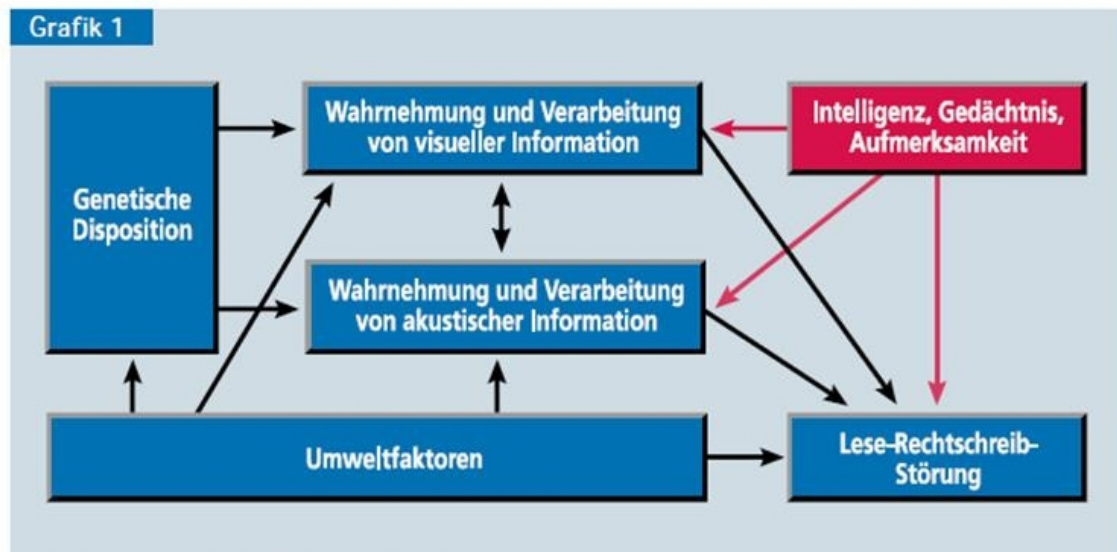 Grafik 1
Genetische
Disposition
Wahrnehmung und Verarbeitung
von visueller Information
Intelligenz, Gedächtnis,
Aufmerksamkeit
Wahrnehmung und Verarbeitung
von akustischer Information
Umweltfaktoren
Lese-Rechtschreib-
Störung